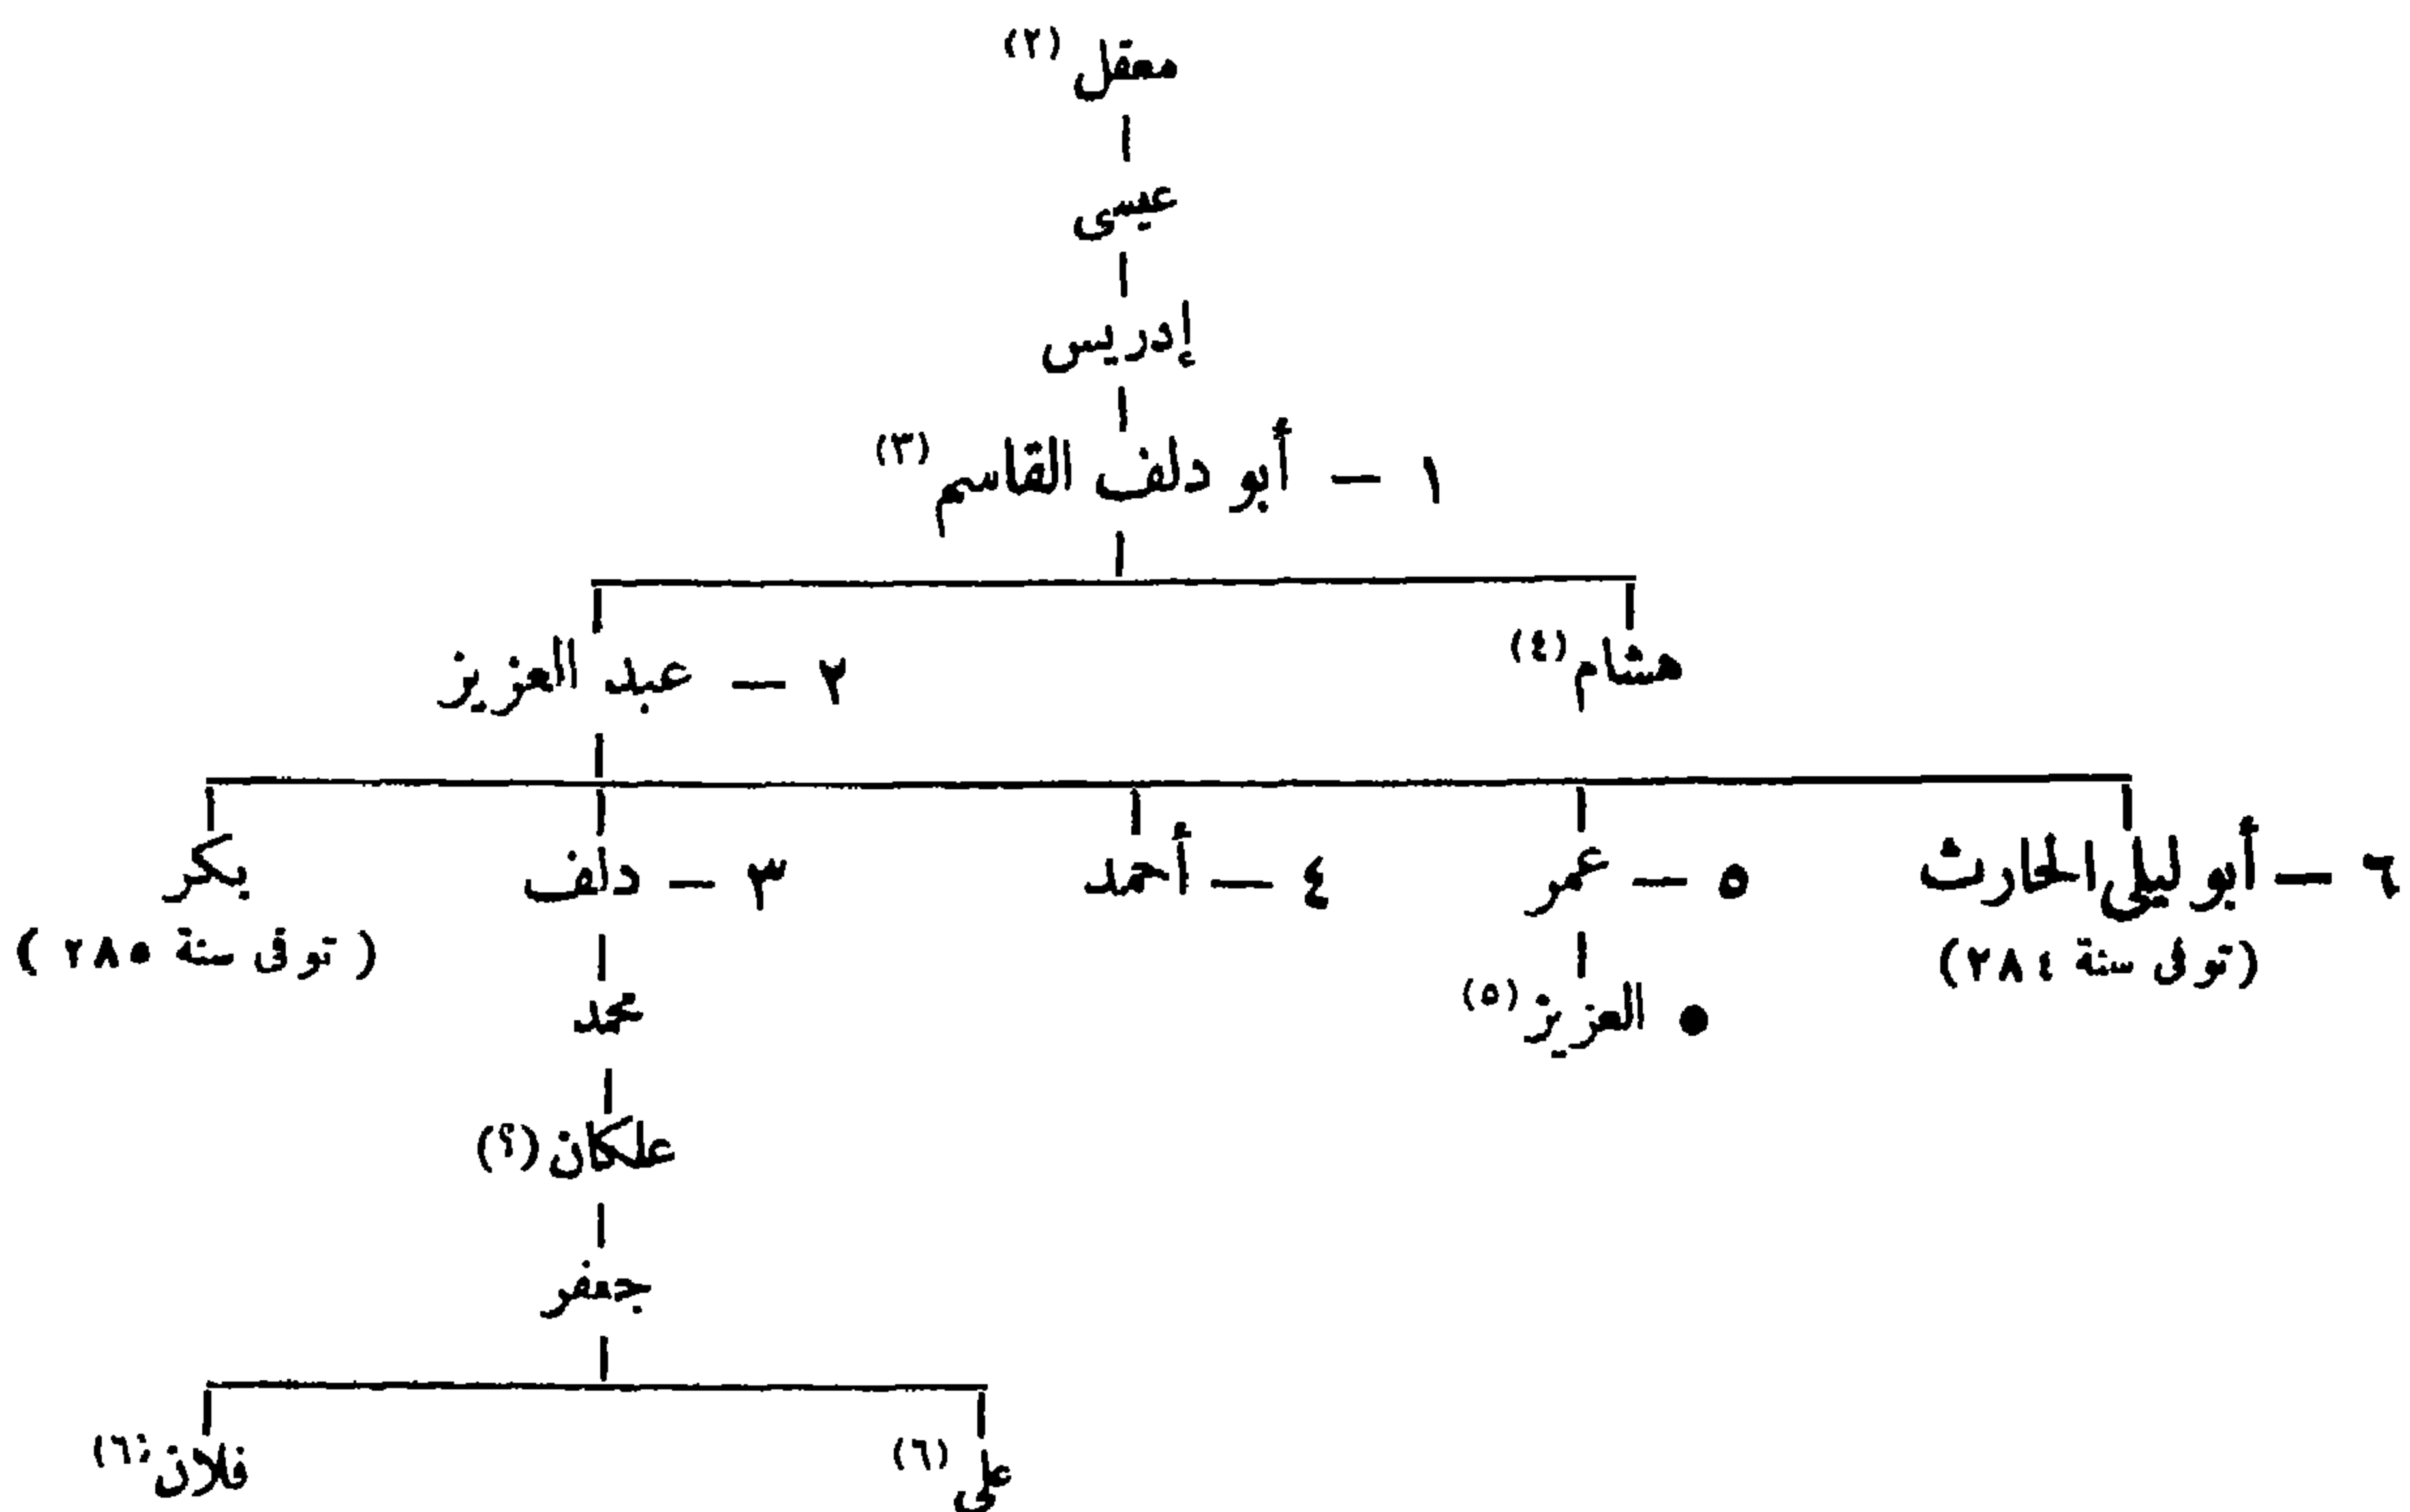 معقل (٢)
عيسى
إدريس
١ — أبو دلف القاسم (٣)
هشام (٤)
٢ — عبد العزيز
٦ — أبو ليلى الحارث
٥ — عمر
٤ — أحمد
٣ — دلف
بكر
(توفى سنة ٢٨٤)
(توفى سنة ٢٨٥)
● العزيز (٥)
محمد
علكان (؟)
جعفر
على (٦)
فلان (٦)